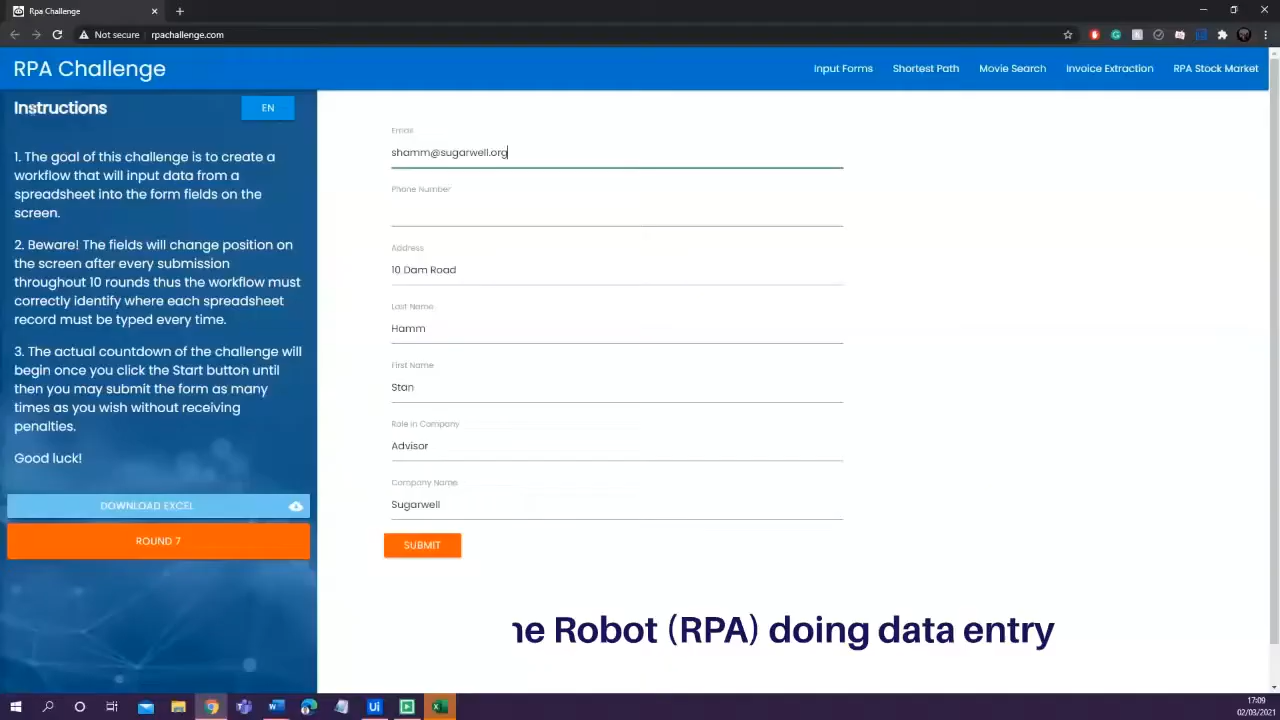 Rpa Challenge
Not secure | rpachallenge.com
RPA Challenge
Input Forms
Shortest Path
Movie Search
Invoice Extraction
RPA Stock Market
Instructions
EN
1. The goal of this challenge is to create a
workflow that will input data from a
spreadsheet into the form fields on the
screen.
2. Beware! The fields will change position on
the screen after every submission
throughout 10 rounds thus the workflow must
correctly identify where each spreadsheet
record must be typed every time.
3. The actual countdown of the challenge will
begin once you click the Start button until
then you may submit the form as many
times as you wish without receiving
penalties.
Good luck!
DOWNLOAD EXCEL
ROUND 7
Email
shamm@sugarwell.org
Phone Number
Address
10 Dam Road
Last Name
Hamm
First Name
Stan
Role in Company
Advisor
Company Name
Sugarwell
SUBMIT
ne Robot (RPA) doing data entry
Ui
17:09
02/08/2021